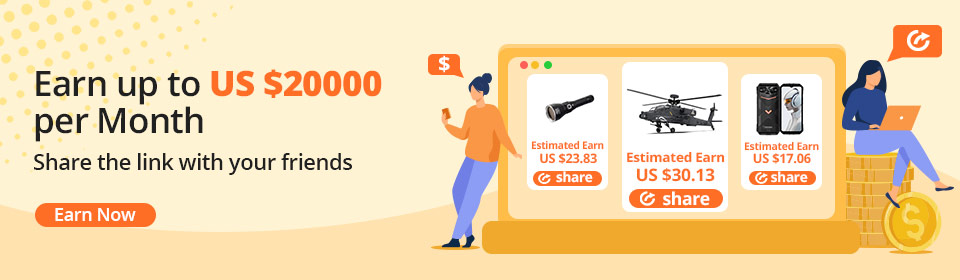 Earn up to US $20000
per Month
Share the link with your friends
Earn Now
$
Estimated Earn
US $23.83
share
Estimated Earn
US $30.13
share
Estimated Earn
US $17.06
share
$